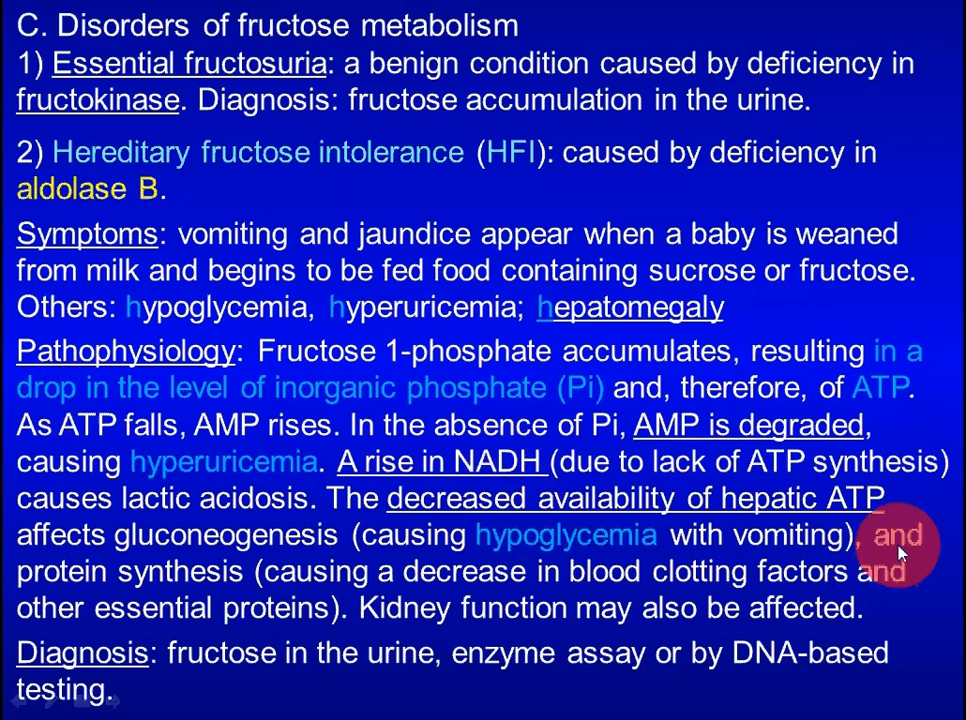 C. Disorders of fructose metabolism
1) Essential fructosuria: a benign condition caused by deficiency in
fructokinase. Diagnosis: fructose accumulation in the urine.
2) Hereditary fructose intolerance (HFI): caused by deficiency in
aldolase B.
Symptoms: vomiting and jaundice appear when a baby is weaned
from milk and begins to be fed food containing sucrose or fructose.
Others: hypoglycemia, hyperuricemia; hepatomegaly
Pathophysiology: Fructose 1-phosphate accumulates, resulting in a
drop in the level of inorganic phosphate (Pi) and, therefore, of ATP.
As ATP falls, AMP rises. In the absence of Pi, AMP is degraded,
causing hyperuricemia. A rise in NADH (due to lack of ATP synthesis)
causes lactic acidosis. The decreased availability of hepatic ATP
affects gluconeogenesis (causing hypoglycemia with vomiting), and
protein synthesis (causing a decrease in blood clotting factors and
other essential proteins). Kidney function may also be affected.
Diagnosis: fructose in the urine, enzyme assay or by DNA-based
testing.